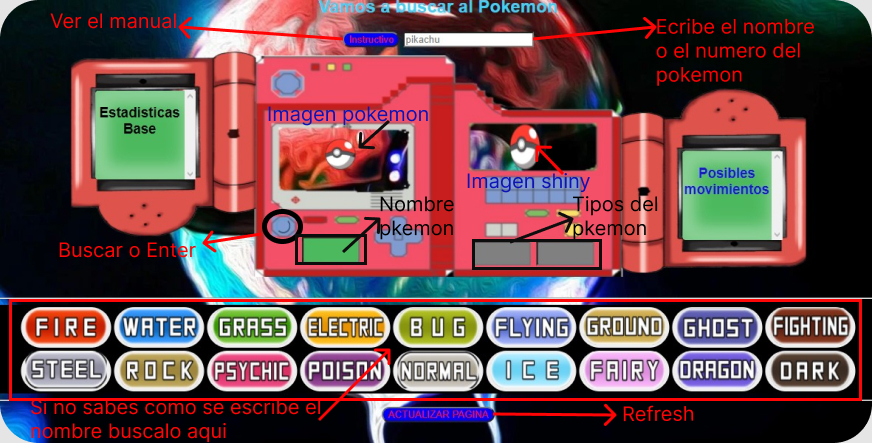 Vamos a buscar al Pokemon
Ver el manual
Instructivo
pikachu
Ecribe el nombre
o el numero del
pokemon
Estadisticas
Base
Imagen pokemon
Imagen shiny
Posibles
movimientos
Nombre
pkemon
Tipos del
pkemon
Buscar o Enter
FIRE WATER GRASS ELECTRIC BUG FLYING GROUND GHOST FIGHTING
STEEL ROCK PSYCHIC POISON NORMAL ICE FAIRY DRAGON DARK
Si no sabes como se escribe el
nombre buscalo aqui
ACTUALIZAR PAGINA
Refresh